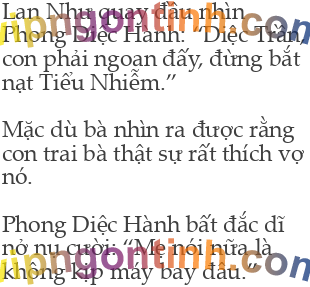 Lan Như quay đầu nhìn
Phong Diệc Hành: “Diệc Trần,
con phải ngoan đấy, đừng bắt
nạt Tiểu Nhiễm.”
Mặc dù bà nhìn ra được rằng
con trai bà thật sự rất thích vợ
nó.
Phong Diệc Hành bất đắc dĩ
nở nụ cười: “Mẹ nói nữa là
không kịp máy bay đâu.”